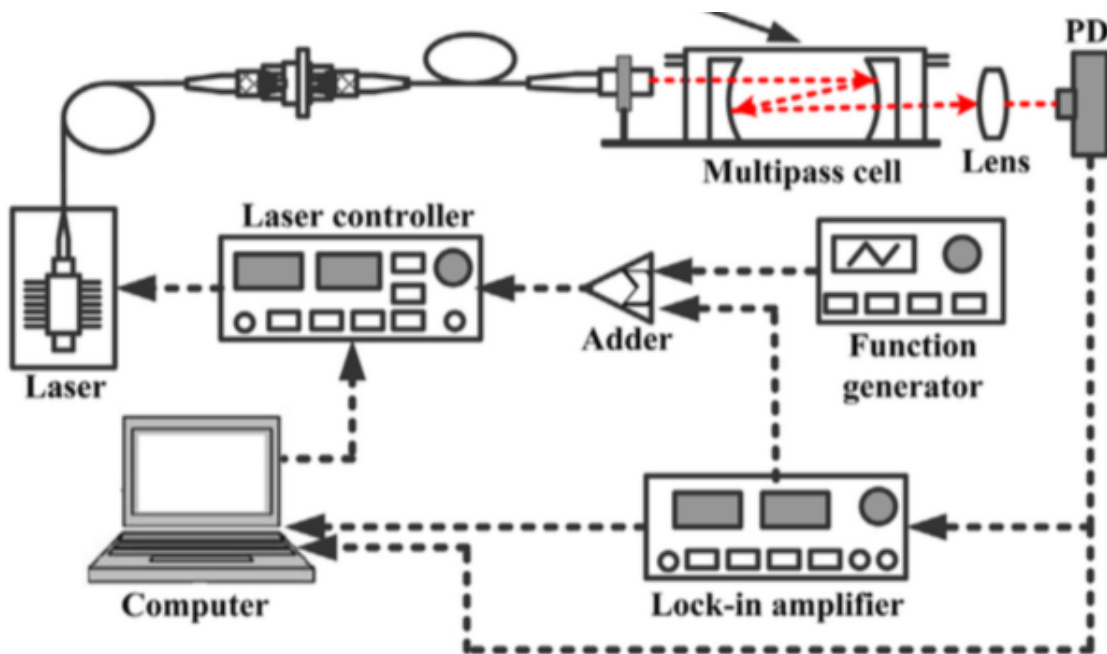 PD
Multipass cell
Lens
Laser controller
Adder
Function
generator
Laser
Computer
Lock-in amplifier